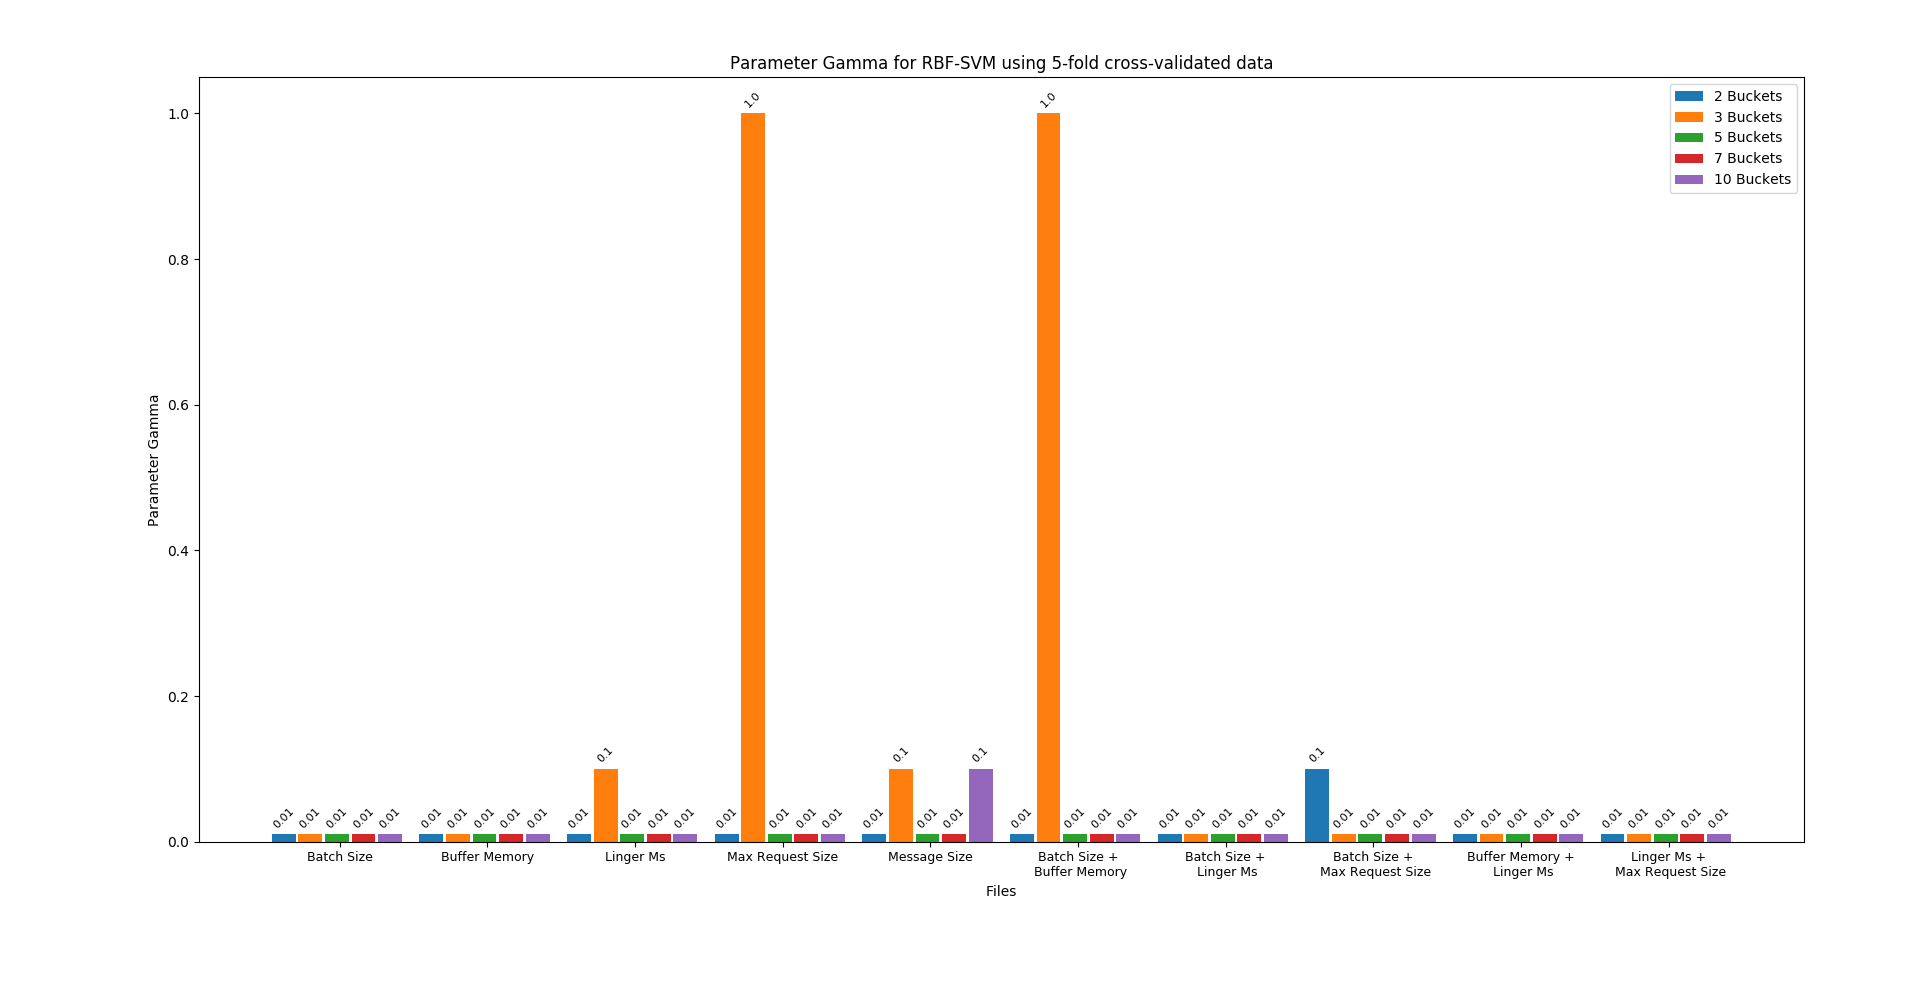 Parameter Gamma for RBF-SVM using 5-fold cross-validated data
2 Buckets
3 Buckets
5 Buckets
7 Buckets
10 Buckets
Parameter Gamma
1.0
0.8
0.6
0.4
0.2
0.0
0.01 0.01 0.01 0.01 0.01
0.01 0.01 0.01 0.01 0.01
0.01 0.1 0.01 0.01 0.01
0.01 1.0 0.01 0.01 0.01
0.01 0.1 0.01 0.01 0.1
0.01 1.0 0.01 0.01 0.01
0.01 0.01 0.01 0.01 0.01
0.1 0.01 0.01 0.01 0.01
0.01 0.01 0.01 0.01 0.01
0.01 0.01 0.01 0.01 0.01
Batch Size
Buffer Memory
Linger Ms
Max Request Size
Message Size
Batch Size +
Buffer Memory
Batch Size +
Linger Ms
Batch Size +
Max Request Size
Buffer Memory +
Linger Ms
Linger Ms +
Max Request Size
Files